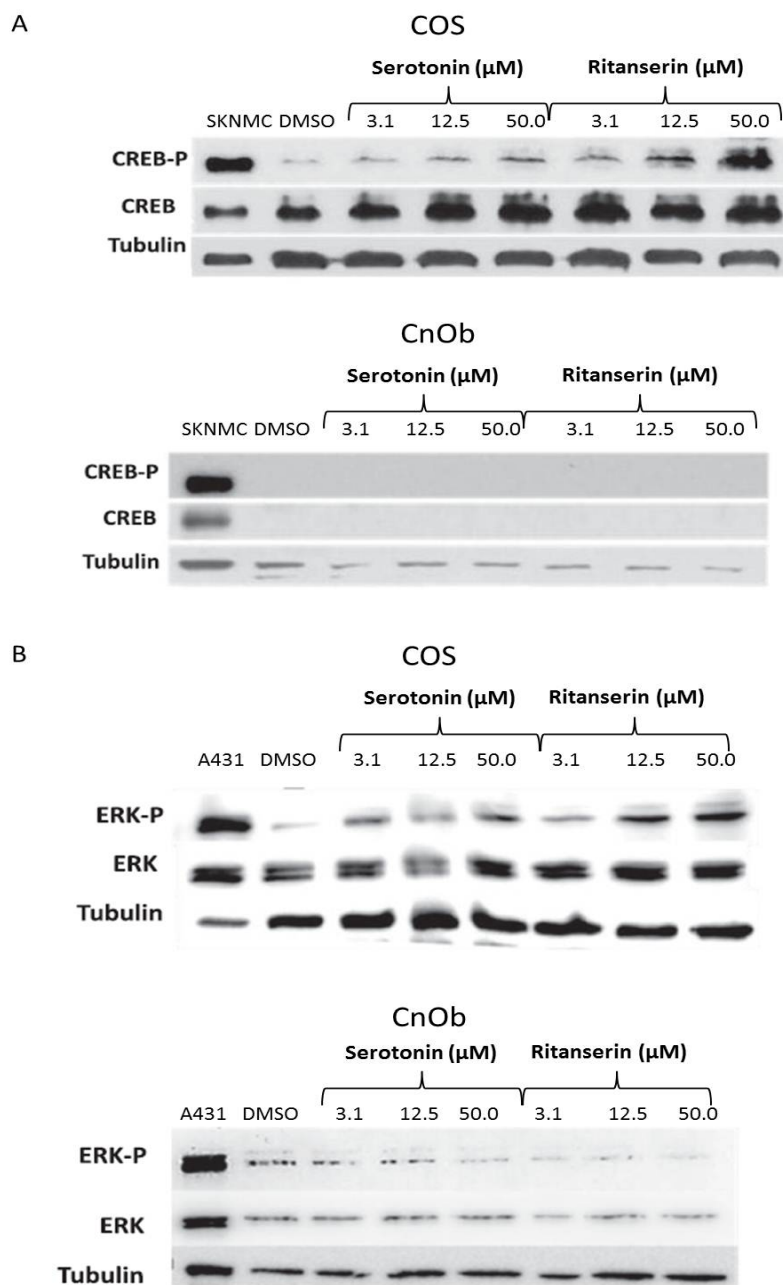 A
COS
Serotonin (µM) Ritanserin (µM)
SKNMC DMSO 3.1 12.5 50.0 3.1 12.5 50.0
CREB-P
CREB
Tubulin
CnOb
Serotonin (µM) Ritanserin (µM)
SKNMC DMSO 3.1 12.5 50.0 3.1 12.5 50.0
CREB-P
CREB
Tubulin
B
COS
Serotonin (µM) Ritanserin (µM)
A431 DMSO 3.1 12.5 50.0 3.1 12.5 50.0
ERK-P
ERK
Tubulin
CnOb
Serotonin (µM) Ritanserin (µM)
A431 DMSO 3.1 12.5 50.0 3.1 12.5 50.0
ERK-P
ERK
Tubulin